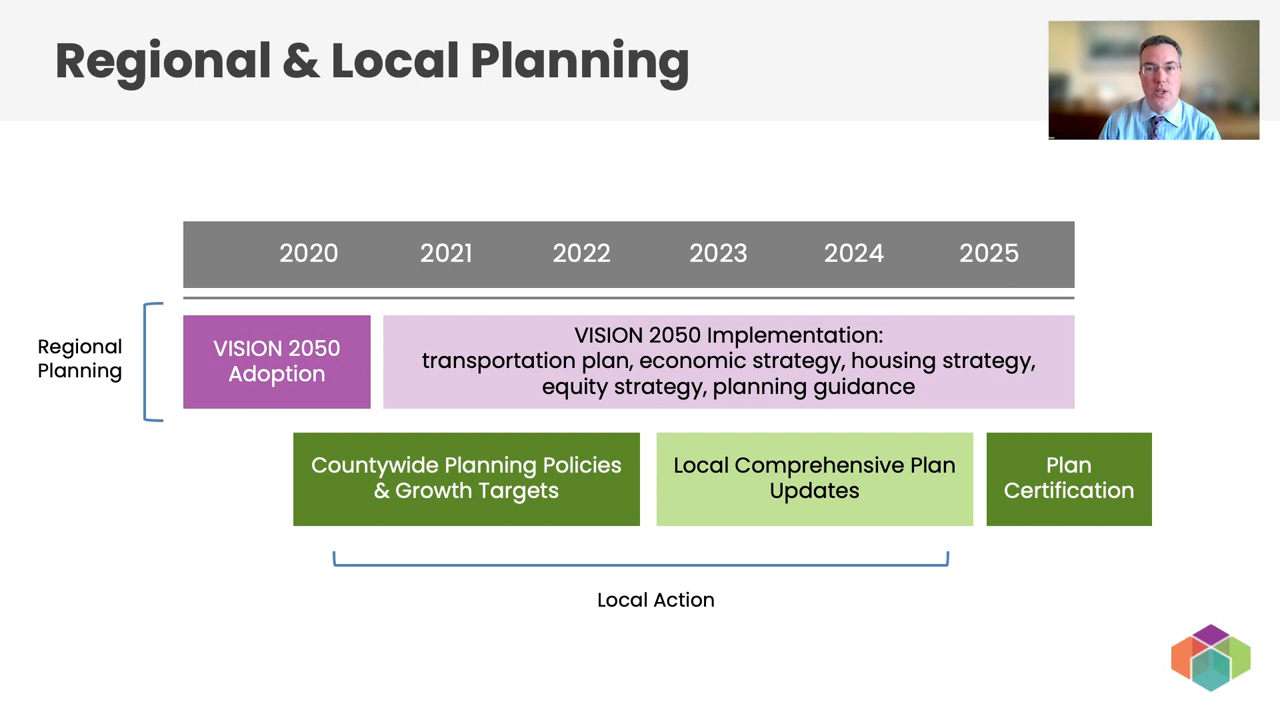 Regional & Local Planning
2020 2021 2022 2023 2024 2025
Regional
Planning
VISION 2050
Adoption
VISION 2050 Implementation:
transportation plan, economic strategy, housing strategy,
equity strategy, planning guidance
Countywide Planning Policies
& Growth Targets
Local Comprehensive Plan
Updates
Plan
Certification
Local Action